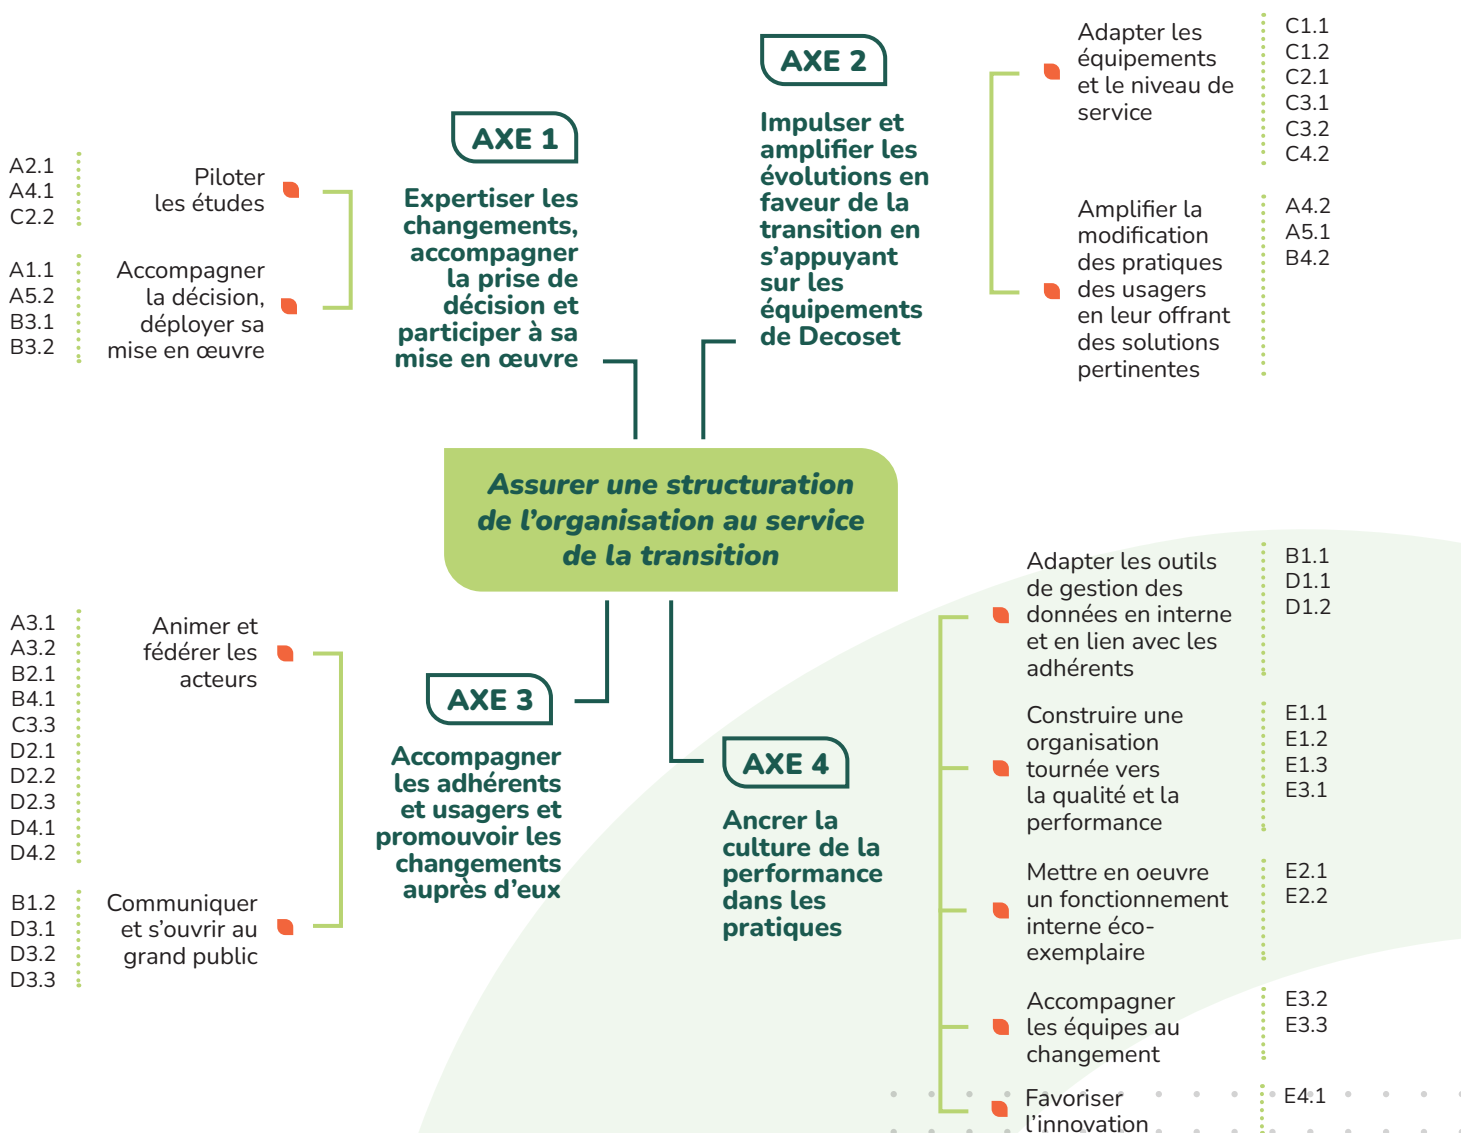 AXE 1
Expertiser les
changements,
accompagner
la prise de
décision et
participer à sa
mise en œuvre
Piloter
les études
A2.1
A4.1
C2.2
Accompagner
la décision,
déployer sa
mise en œuvre
A1.1
A5.2
B3.1
B3.2
AXE 2
Impulser et
amplifier les
évolutions en
faveur de la
transition en
s’appuyant
sur les
équipements
de Decoset
Adapter les
équipements
et le niveau de
service
C1.1
C1.2
C2.1
C3.1
C3.2
C4.2
Amplifier la
modification
des pratiques
des usagers
en leur offrant
des solutions
pertinentes
A4.2
A5.1
B4.2
Assurer une structuration
de l’organisation au service
de la transition
AXE 3
Accompagner
les adhérents
et usagers et
promouvoir les
changements
auprès d’eux
Animer et
fédérer les
acteurs
A3.1
A3.2
B2.1
B4.1
C3.3
D2.1
D2.2
D2.3
D4.1
D4.2
Communiquer
et s’ouvrir au
grand public
B1.2
D3.1
D3.2
D3.3
AXE 4
Ancrer la
culture de la
performance
dans les
pratiques
Adapter les outils
de gestion des
données en interne
et en lien avec les
adhérents
B1.1
D1.1
D1.2
Construire une
organisation
tournée vers
la qualité et la
performance
E1.1
E1.2
E1.3
E3.1
Mettre en oeuvre
un fonctionnement
interne éco-
exemplaire
E2.1
E2.2
Accompagner
les équipes au
changement
E3.2
E3.3
Favoriser
l’innovation
E4.1